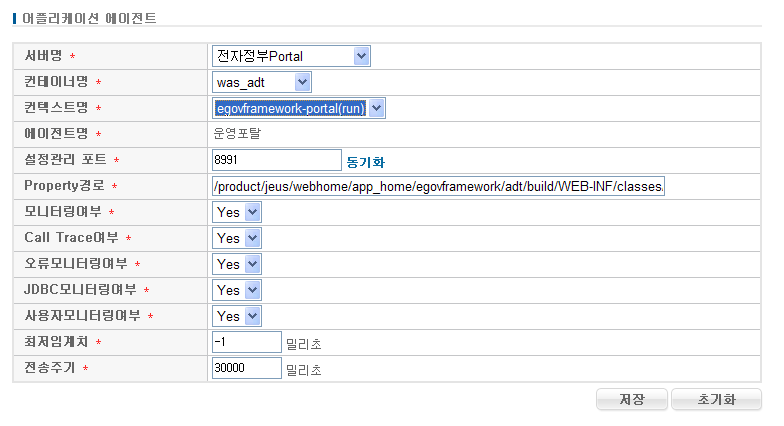 어플리케이션 에이전트
서버명 * 전자정부Portal
컨테이너명 * was_adt
컨텍스트명 * egovframework-portal(run)
에이전트명 * 운영포탈
설정관리 포트 * 8991 동기화
Property경로 * /product/jeus/webhome/app_home/egovframework/adt/build/WEB-INF/classes/
모니터링여부 * Yes
Call Trace여부 * Yes
오류모니터링여부 * Yes
JDBC모니터링여부 * Yes
사용자모니터링여부 * Yes
최저임계치 * -1 밀리초
전송주기 * 30000 밀리초
저장 초기화